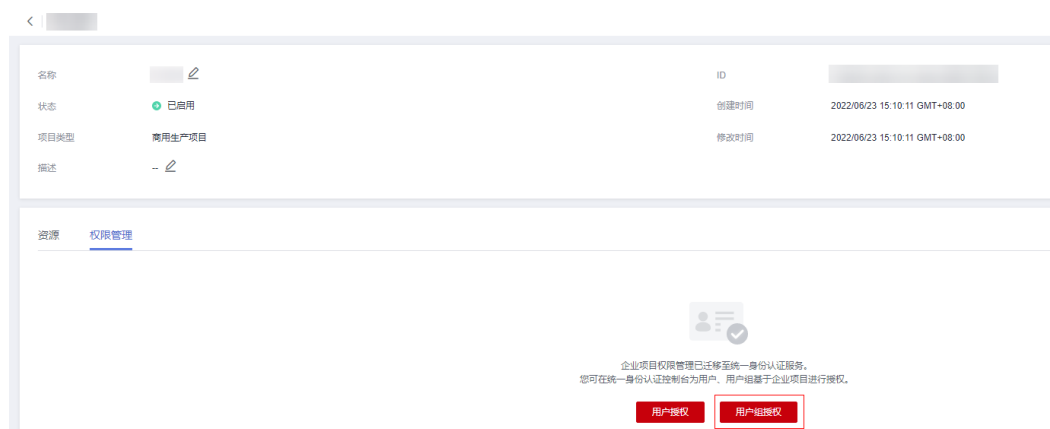 名称
ID
状态
已启用
创建时间
2022/06/23 15:10:11 GMT+08:00
项目类型
商用生产项目
修改时间
2022/06/23 15:10:11 GMT+08:00
描述
--
资源
权限管理
企业项目权限管理已迁移至统一身份认证服务。
您可在统一身份认证控制台为用户、用户组基于企业项目进行授权。
用户授权
用户组授权